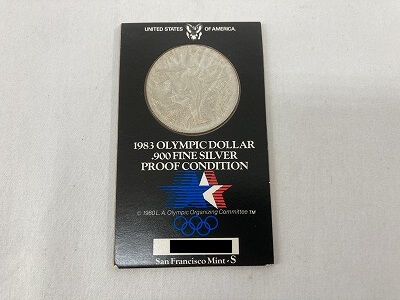 UNITED STATES OF AMERICA.
1983 OLYMPIC DOLLAR
.900 FINE SILVER
PROOF CONDITION
© 1980 L.A. Olympic Organizing Committee TM
San Francisco Mint - S